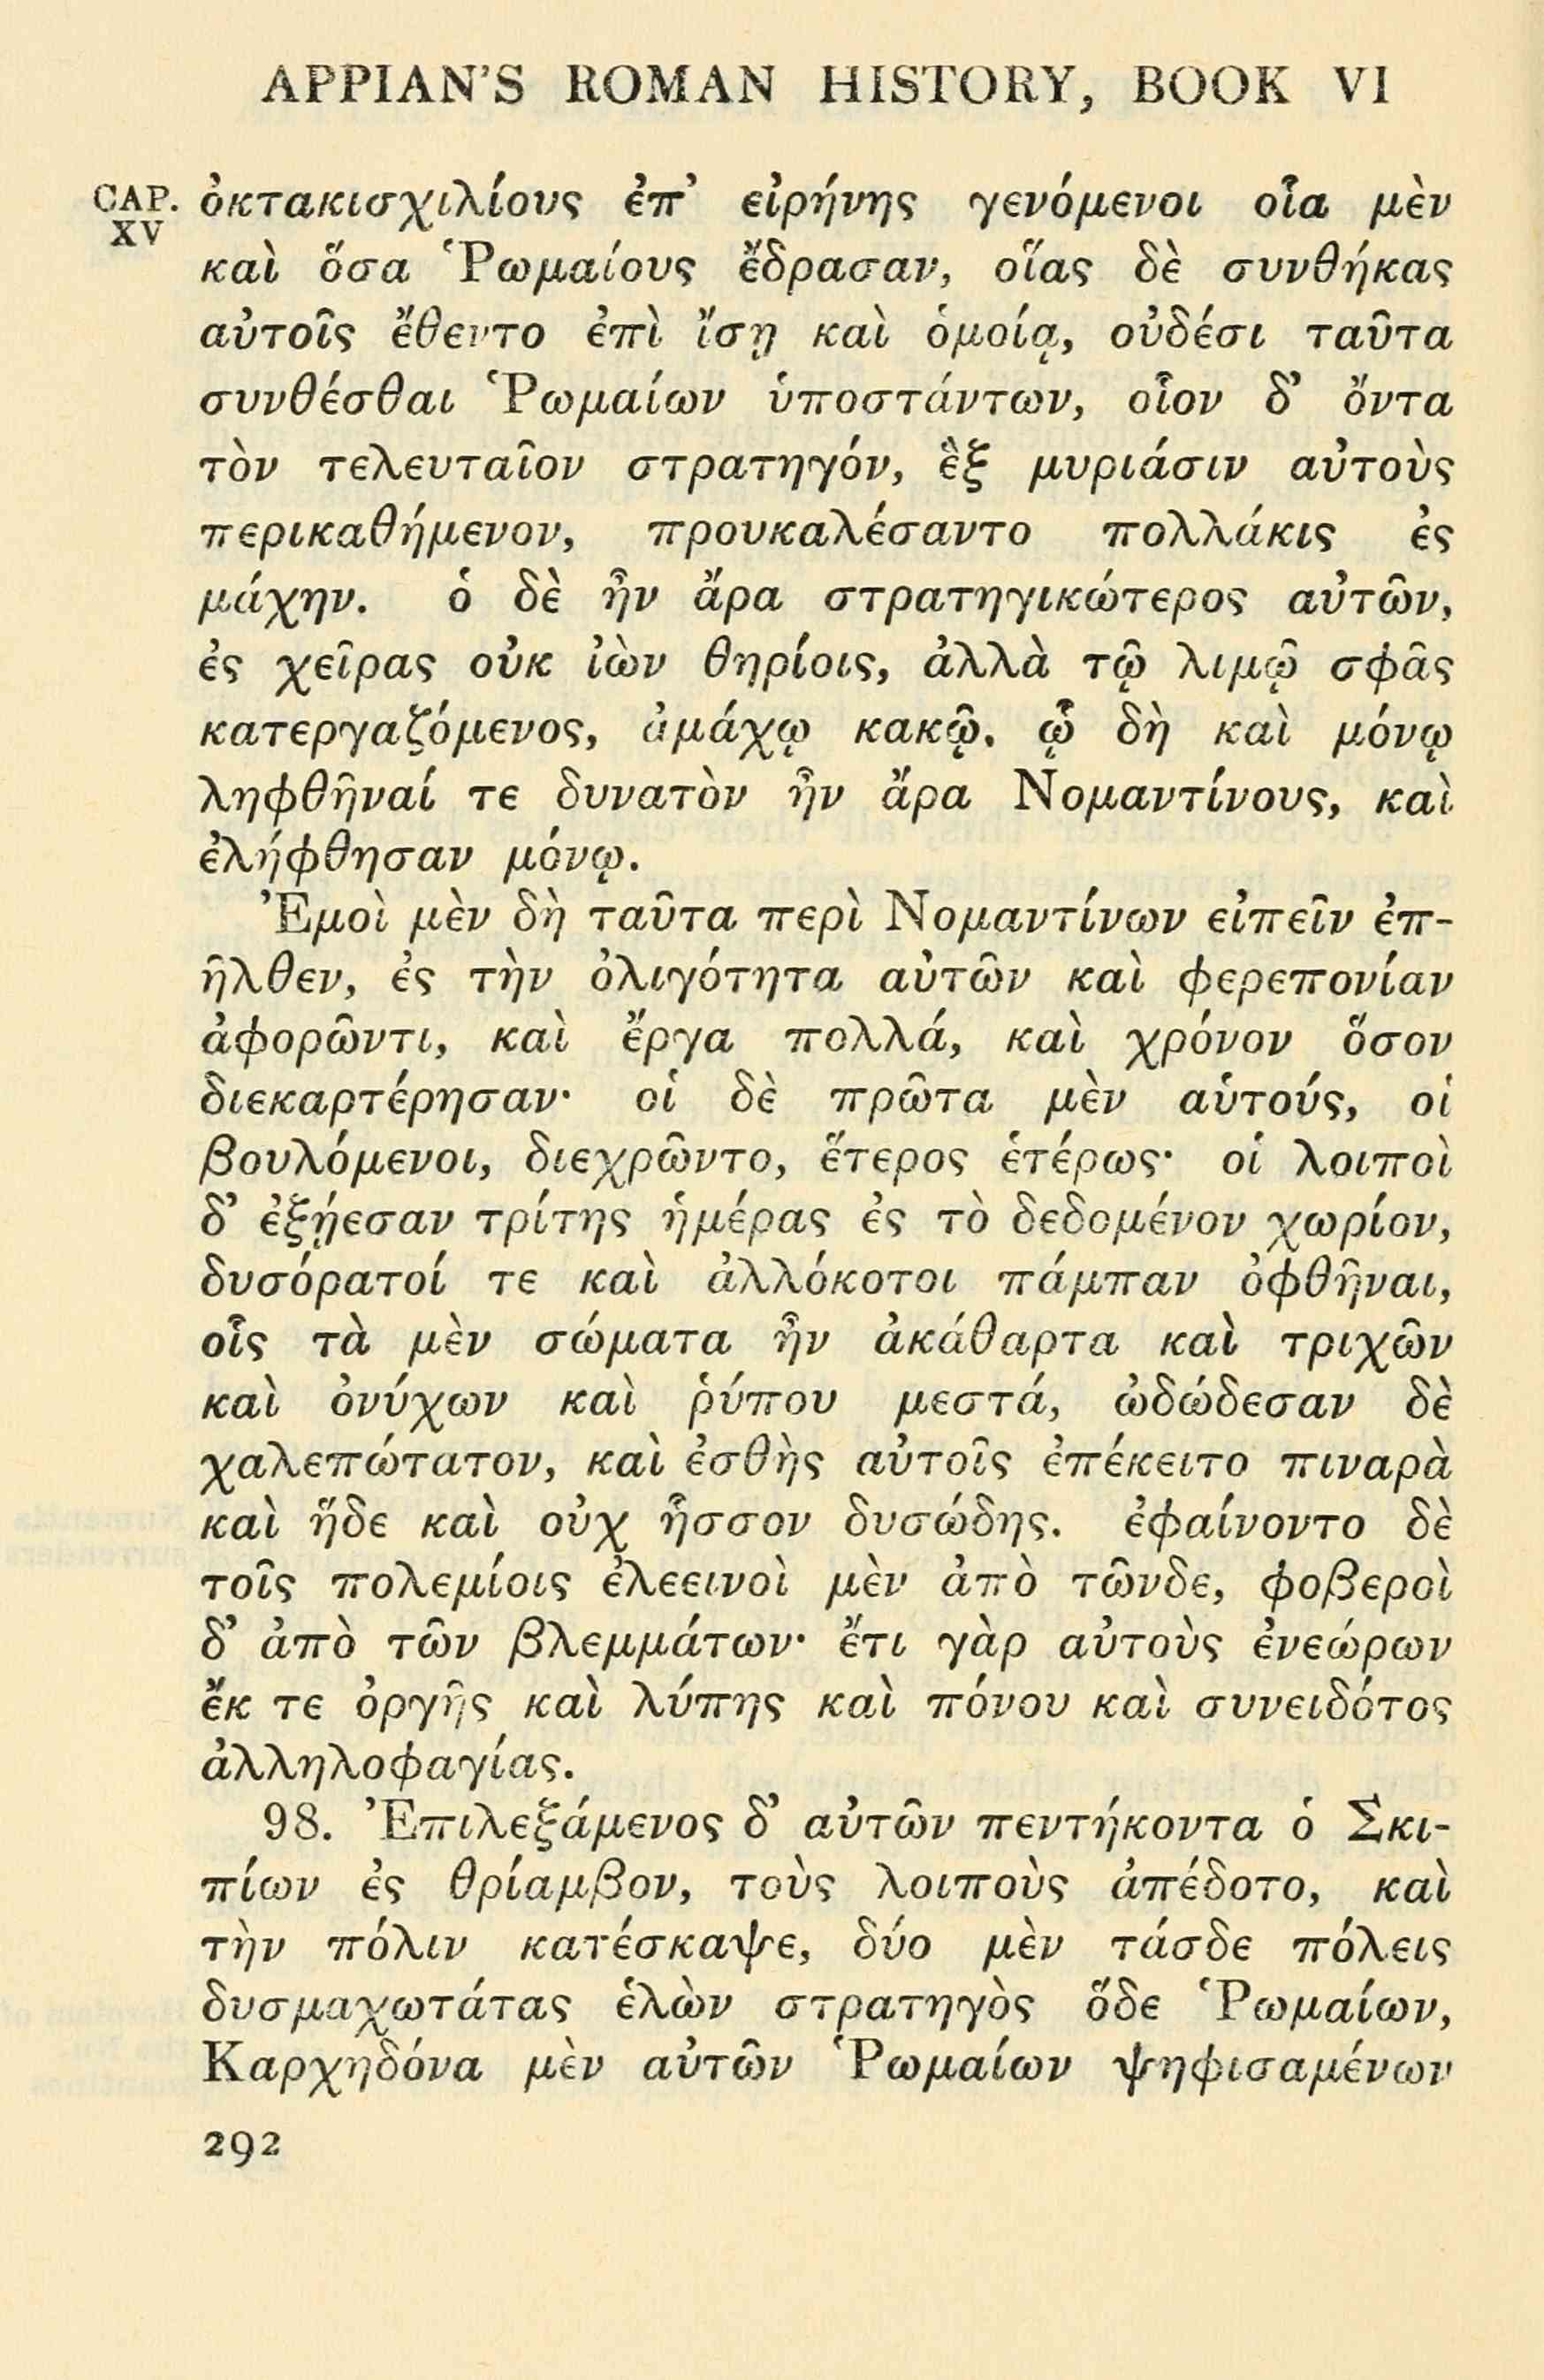 APPIAN'S ROMAN HISTORY, BOOK VI
CAP. XV
ὀκτακισχιλίους ἐπ' εἰρήνης γενόμενοι οἷα μὲν
καὶ ὅσα Ῥωμαίους ἔδρασαν, οἵας δὲ συνθήκας
αὐτοῖς ἔθεντο ἐπὶ ἴσῃ καὶ ὁμοίᾳ, οὐδέσι ταῦτα
συνθέσθαι Ῥωμαίων ὑποστάντων, οἷον δ' ὄντα
τὸν τελευταῖον στρατηγόν, ἓξ μυριάσιν αὐτοὺς
περικαθήμενον, προυκαλέσαντο πολλάκις ἐς
μάχην. ὁ δὲ ἦν ἄρα στρατηγικώτερος αὐτῶν,
ἐς χεῖρας οὐκ ἰὼν θηρίοις, ἀλλὰ τῷ λιμῷ σφᾶς
κατεργαζόμενος, ἀμάχῳ κακῷ, ᾧ δὴ καὶ μόνῳ
ληφθῆναί τε δυνατὸν ἦν ἄρα Νομαντίνους, καὶ
ἐλήφθησαν μόνῳ.
Ἐμοὶ μὲν δὴ ταῦτα περὶ Νομαντίνων εἰπεῖν ἐπ-
ῆλθεν, ἐς τὴν ὀλιγότητα αὐτῶν καὶ φερεπονίαν
ἀφορῶντι, καὶ ἔργα πολλά, καὶ χρόνον ὅσον
διεκαρτέρησαν· οἱ δὲ πρῶτα μὲν αὑτούς, οἱ
βουλόμενοι, διεχρῶντο, ἕτερος ἑτέρως· οἱ λοιποὶ
δ' ἐξῄεσαν τρίτης ἡμέρας ἐς τὸ δεδομένον χωρίον,
δυσόρατοί τε καὶ ἀλλόκοτοι πάμπαν ὀφθῆναι,
οἷς τὰ μὲν σώματα ἦν ἀκάθαρτα καὶ τριχῶν
καὶ ὀνύχων καὶ ῥύπου μεστά, ὠδώδεσαν δὲ
χαλεπώτατον, καὶ ἐσθὴς αὐτοῖς ἐπέκειτο πιναρὰ
καὶ ἥδε καὶ οὐχ ἧσσον δυσώδης. ἐφαίνοντο δὲ
τοῖς πολεμίοις ἐλεεινοὶ μὲν ἀπὸ τῶνδε, φοβεροὶ
δ' ἀπὸ τῶν βλεμμάτων· ἔτι γὰρ αὐτοὺς ἐνεώρων
ἔκ τε ὀργῆς καὶ λύπης καὶ πόνου καὶ συνειδότος
ἀλληλοφαγίας.
98. Ἐπιλεξάμενος δ' αὐτῶν πεντήκοντα ὁ Σκι-
πίων ἐς θρίαμβον, τοὺς λοιποὺς ἀπέδοτο, καὶ
τὴν πόλιν κατέσκαψε, δύο μὲν τάσδε πόλεις
δυσμαχωτάτας ἑλὼν στρατηγὸς ὅδε Ῥωμαίων,
Καρχηδόνα μὲν αὐτῶν Ῥωμαίων ψηφισαμένων
292